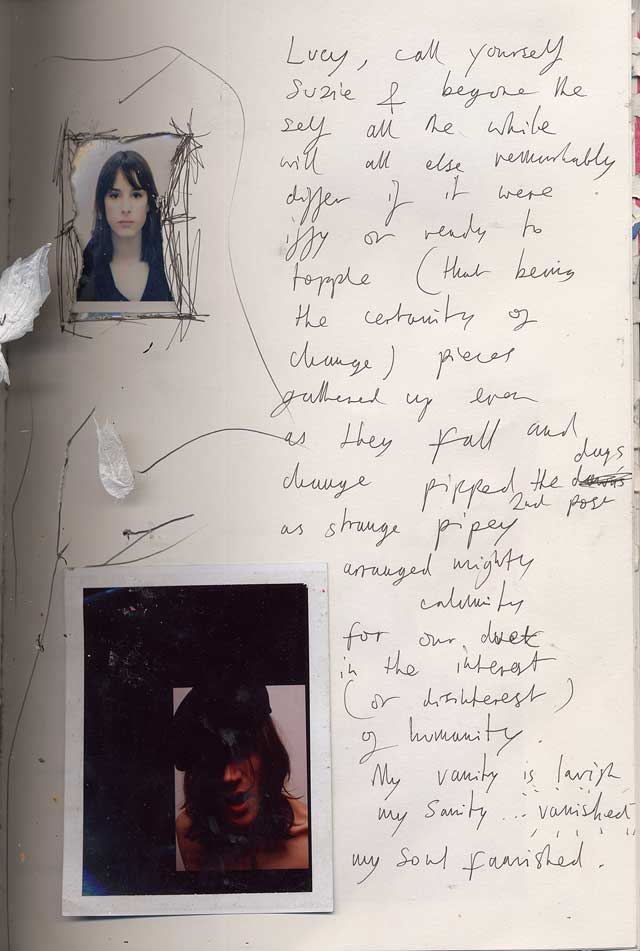 Lucy, call yourself
Suzie & begone the
self all the while
will all else remarkably
differ if it were
iffy or ready to
topple (that being
the certainity of
change) pieces
gathered up even
as they fall and
days
change pipped the
2nd post
as strange pipey
arranged mighty
calamity
for our duet
in the interest
(or disinterest)
of humanity.
My vanity is lavish
my Sanity... vanished
my soul famished.